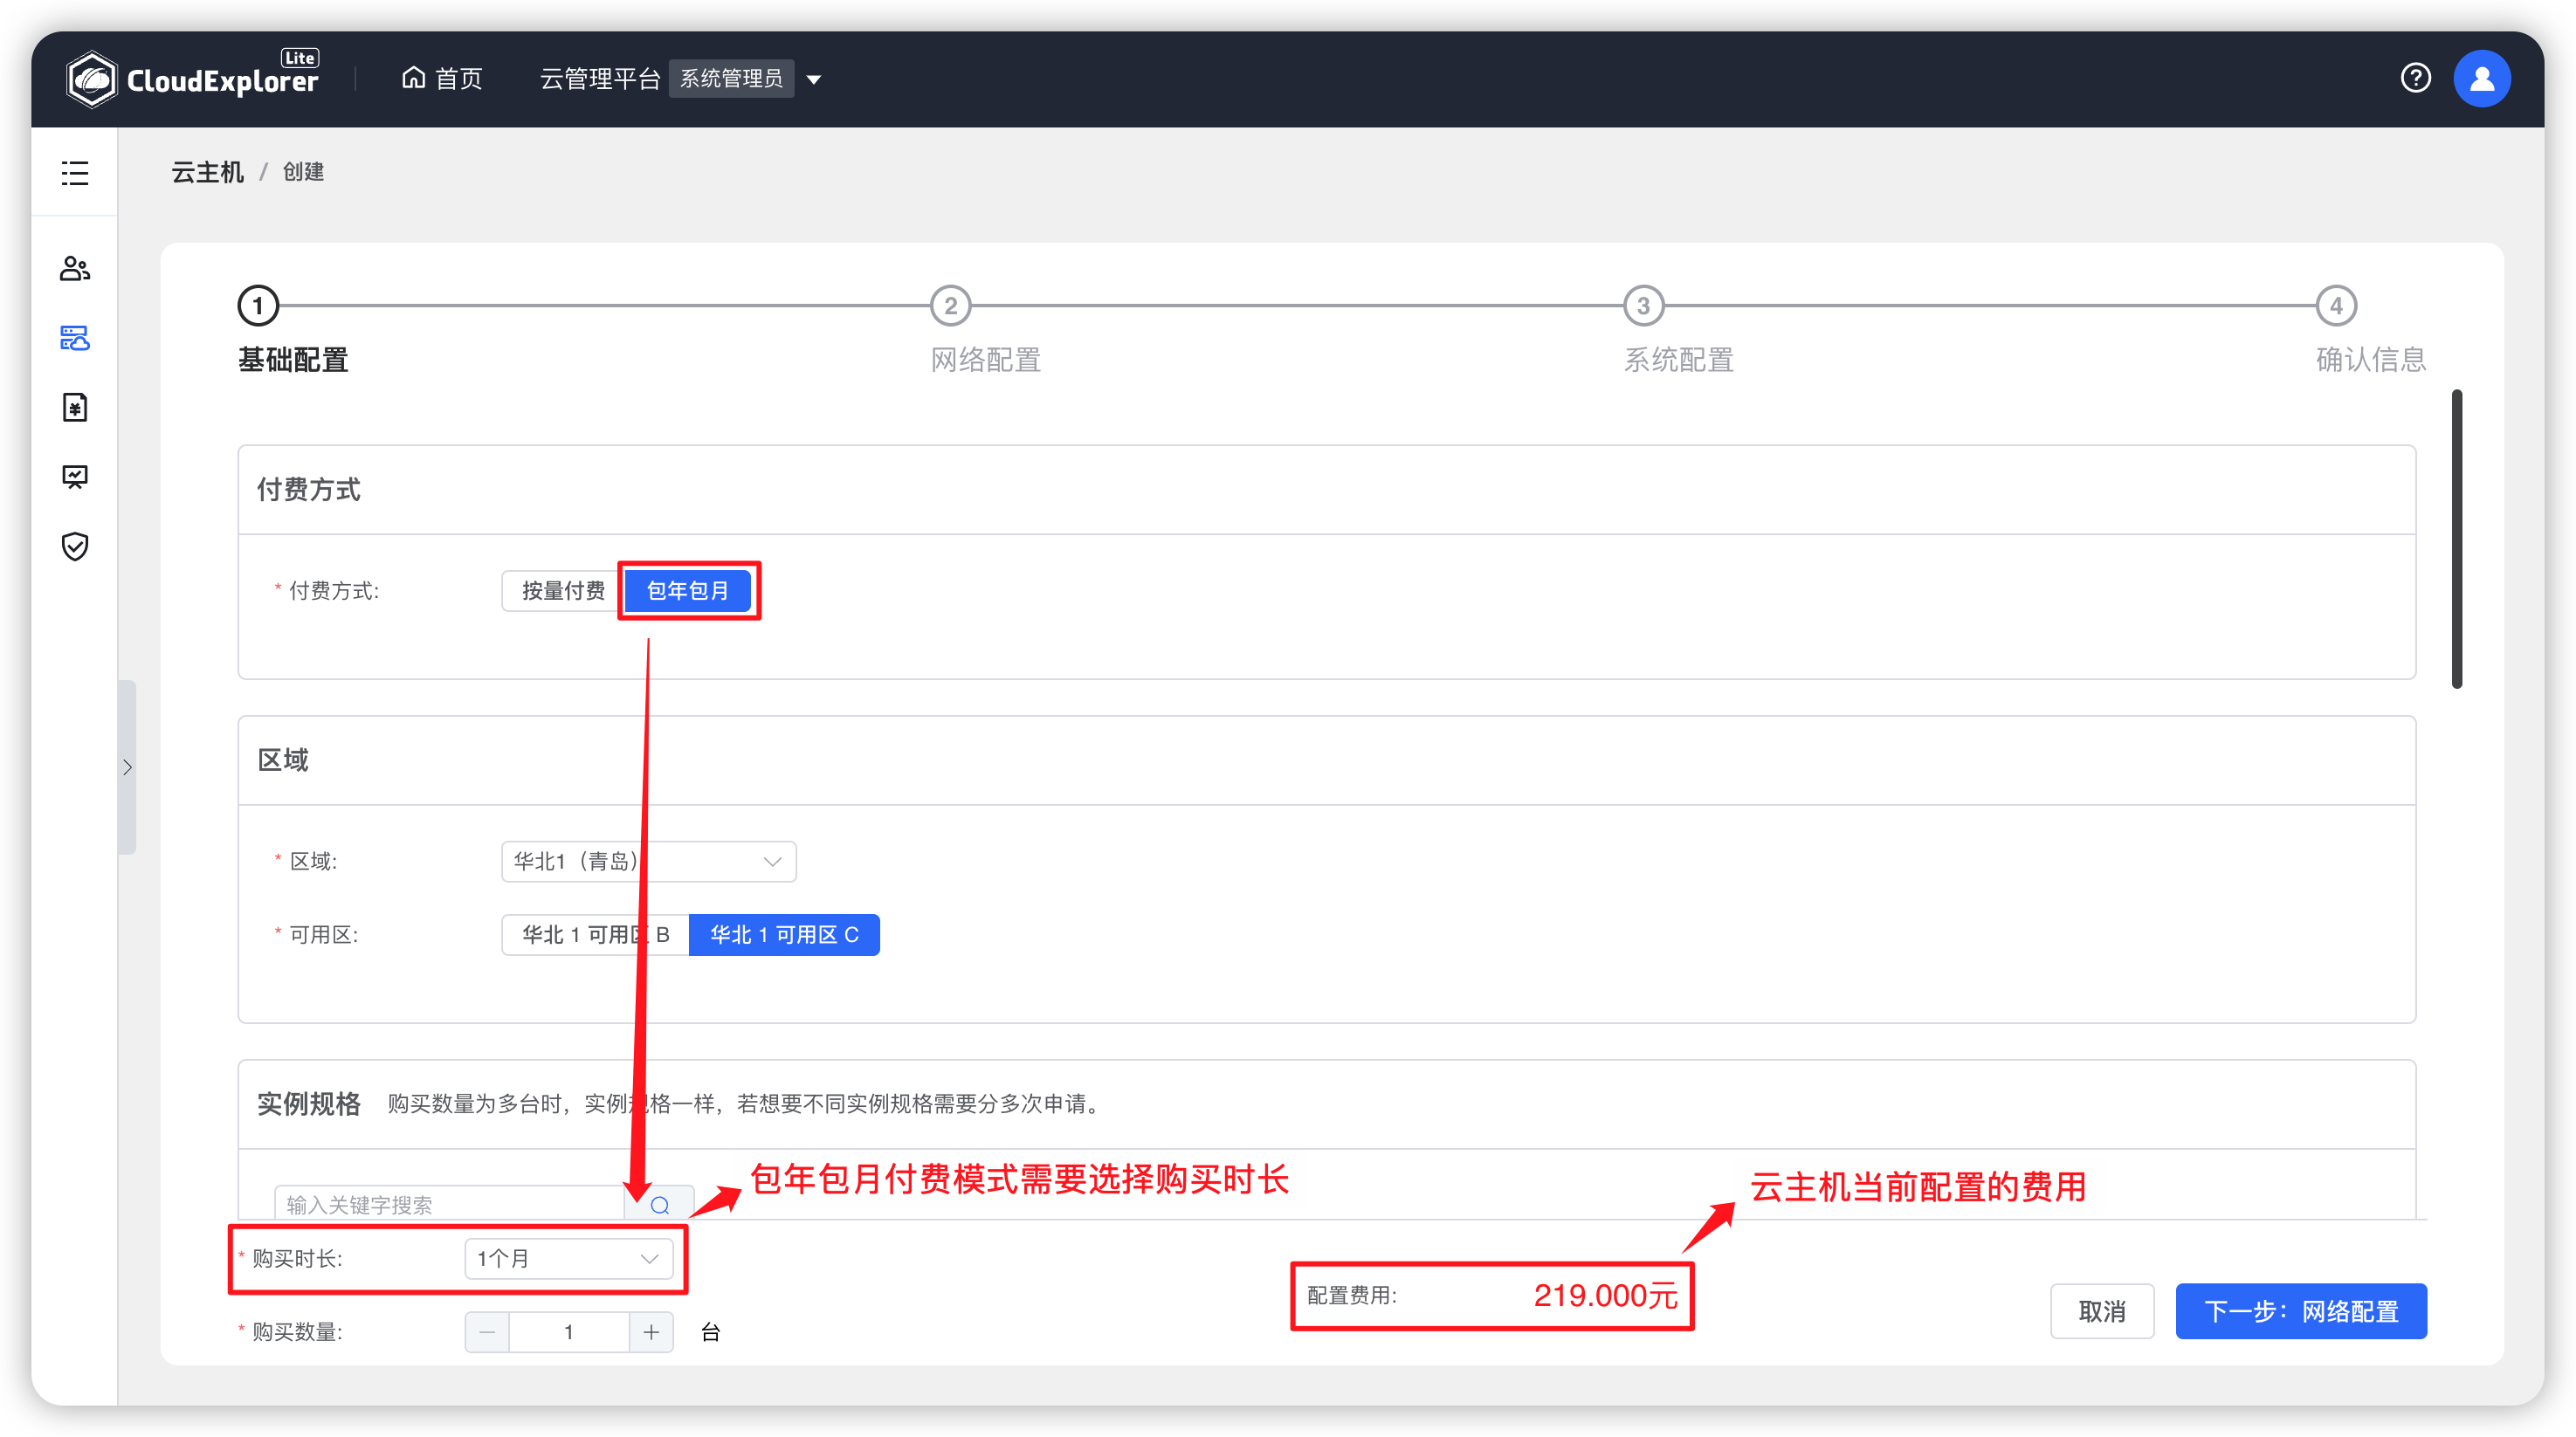 CloudExplorer Lite
首页
云管理平台 系统管理员
云主机 / 创建
1
2
3
4
基础配置
网络配置
系统配置
确认信息
付费方式
* 付费方式:
按量付费
包年包月
区域
* 区域:
华北1（青岛）
* 可用区:
华北 1 可用区 B
华北 1 可用区 C
实例规格 购买数量为多台时，实例规格一样，若想要不同实例规格需要分多次申请。
包年包月付费模式需要选择购买时长
云主机当前配置的费用
输入关键字搜索
* 购买时长:
1个月
配置费用:
219.000元
取消
下一步：网络配置
* 购买数量:
1
台